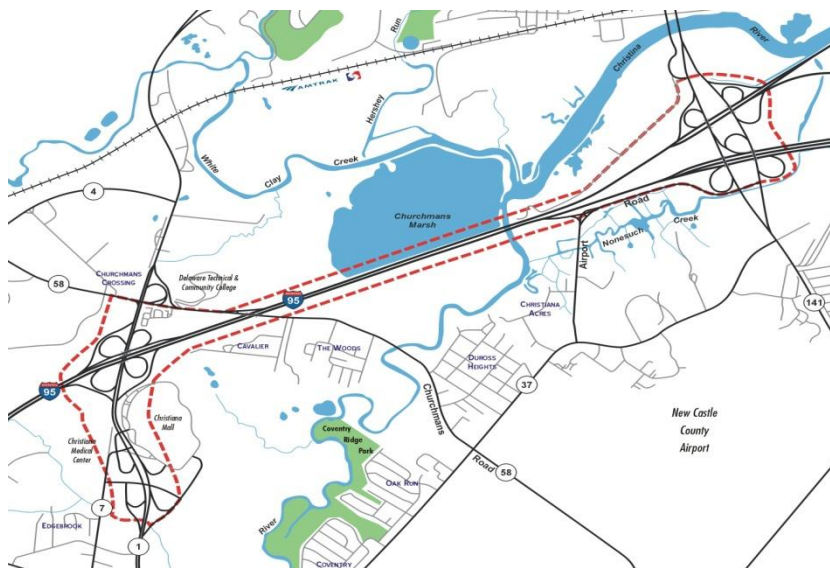 Run
River
Christina
AMTRAK
Hershey
White
Clay
Creek
4
Churchmans
Marsh
Road
Nonesuch
Creek
Airport
CHURCHMANS
CROSSING
58
Delaware Technical &
Community College
95
CHRISTIANA
ACRES
141
CAVALIER
THE WOODS
DUROSS
HEIGHTS
37
95
Churchmans
Christiana
Mall
New Castle
County
Airport
Coventry
Ridge
Park
Christiana
Medical
Center
Road
58
OAK RUN
7
EDGEBROOK
River
1
COVENTRY